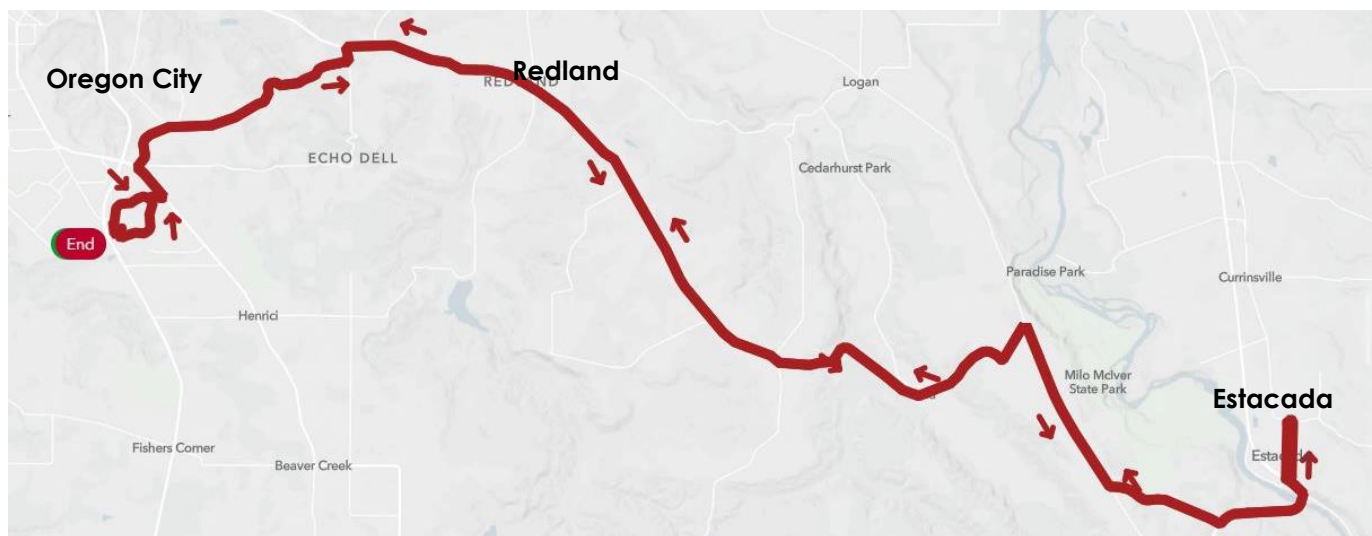 Oregon City
Redland
Logan
ECHO DELL
Cedarhurst Park
End
Paradise Park
Currinsville
Henrici
Milo McIver
State Park
Estacada
Fishers Corner
Beaver Creek